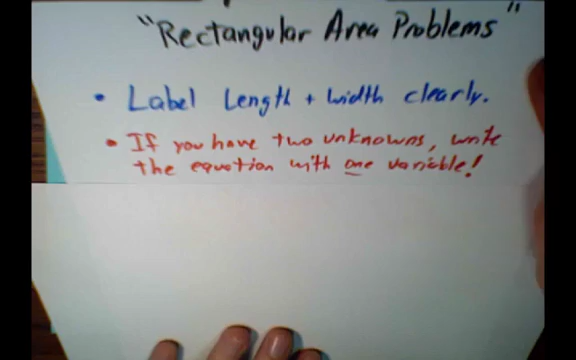 "Rectangular Area Problems"
• Label Length + width clearly.
• If you have two unknowns, write
the equation with one variable!